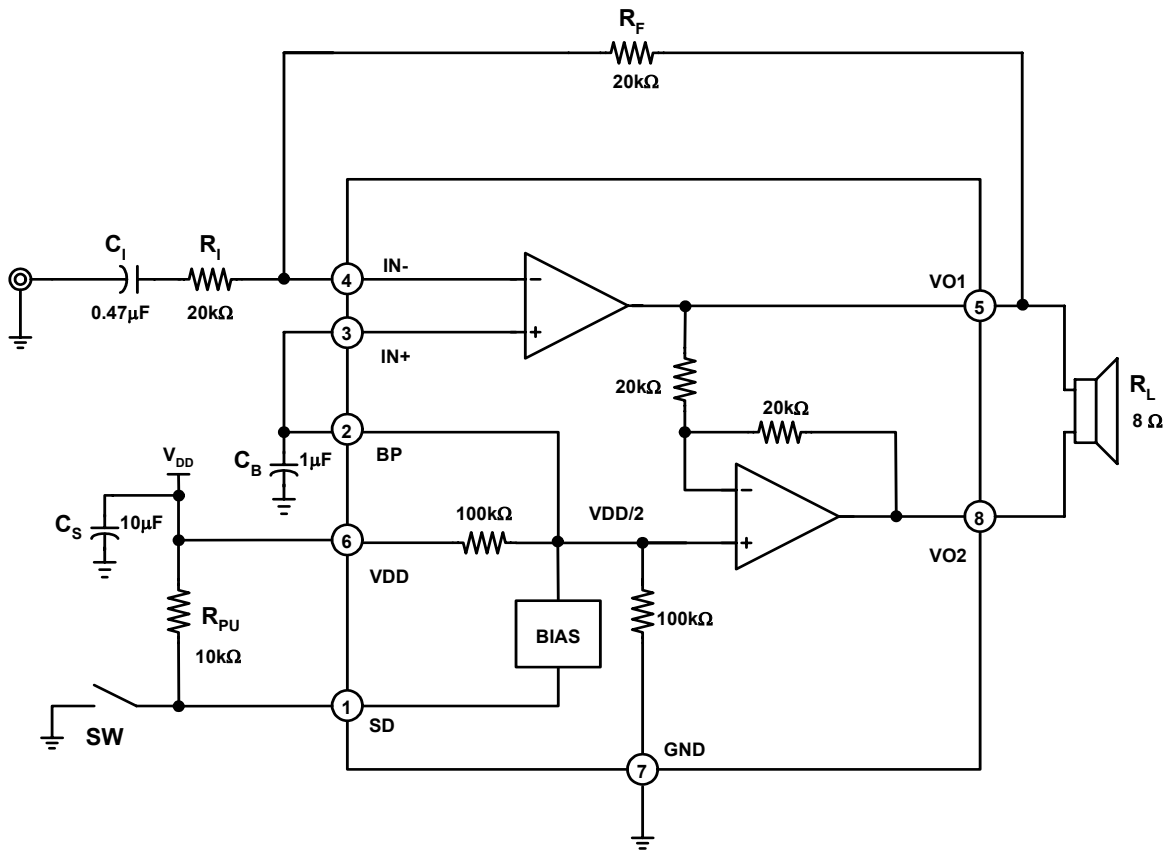 R_F
20kΩ
C_I
R_I
4
IN-
VO1
0.47µF
20kΩ
−
5
3
+
IN+
R_L
8 Ω
20kΩ
20kΩ
2
BP
C_B
1µF
V_DD
−
C_S
10µF
100kΩ
VDD/2
8
6
+
VDD
VO2
R_PU
10kΩ
BIAS
100kΩ
1
SD
SW
GND
7